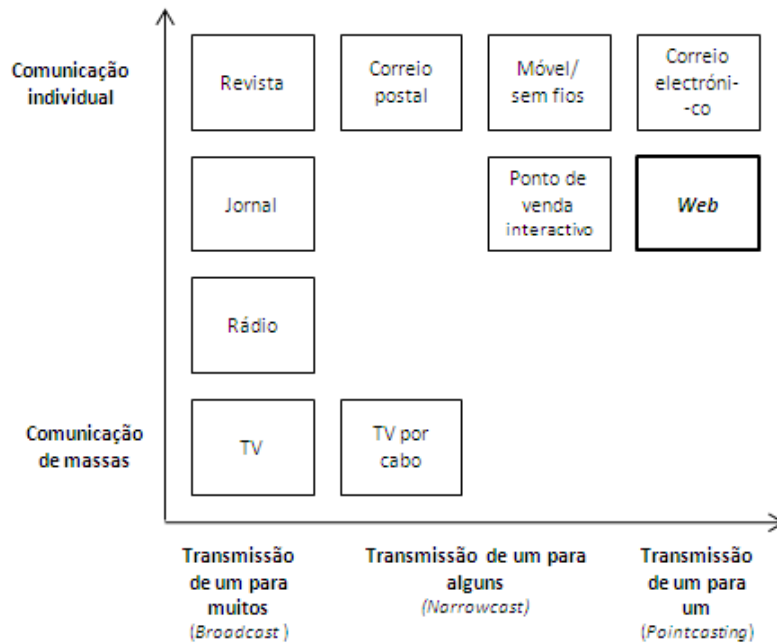 Comunicação
individual
Revista
Correio
postal
Móvel/
sem fios
Correio
electróni-
-co
Jornal
Ponto de
venda
interactivo
Web
Rádio
Comunicação
de massas
TV
TV por
cabo
Transmissão
de um para
muitos
(Broadcast )
Transmissão de um para
alguns
(Narrowcast)
Transmissão
de um para
um
(Pointcasting)